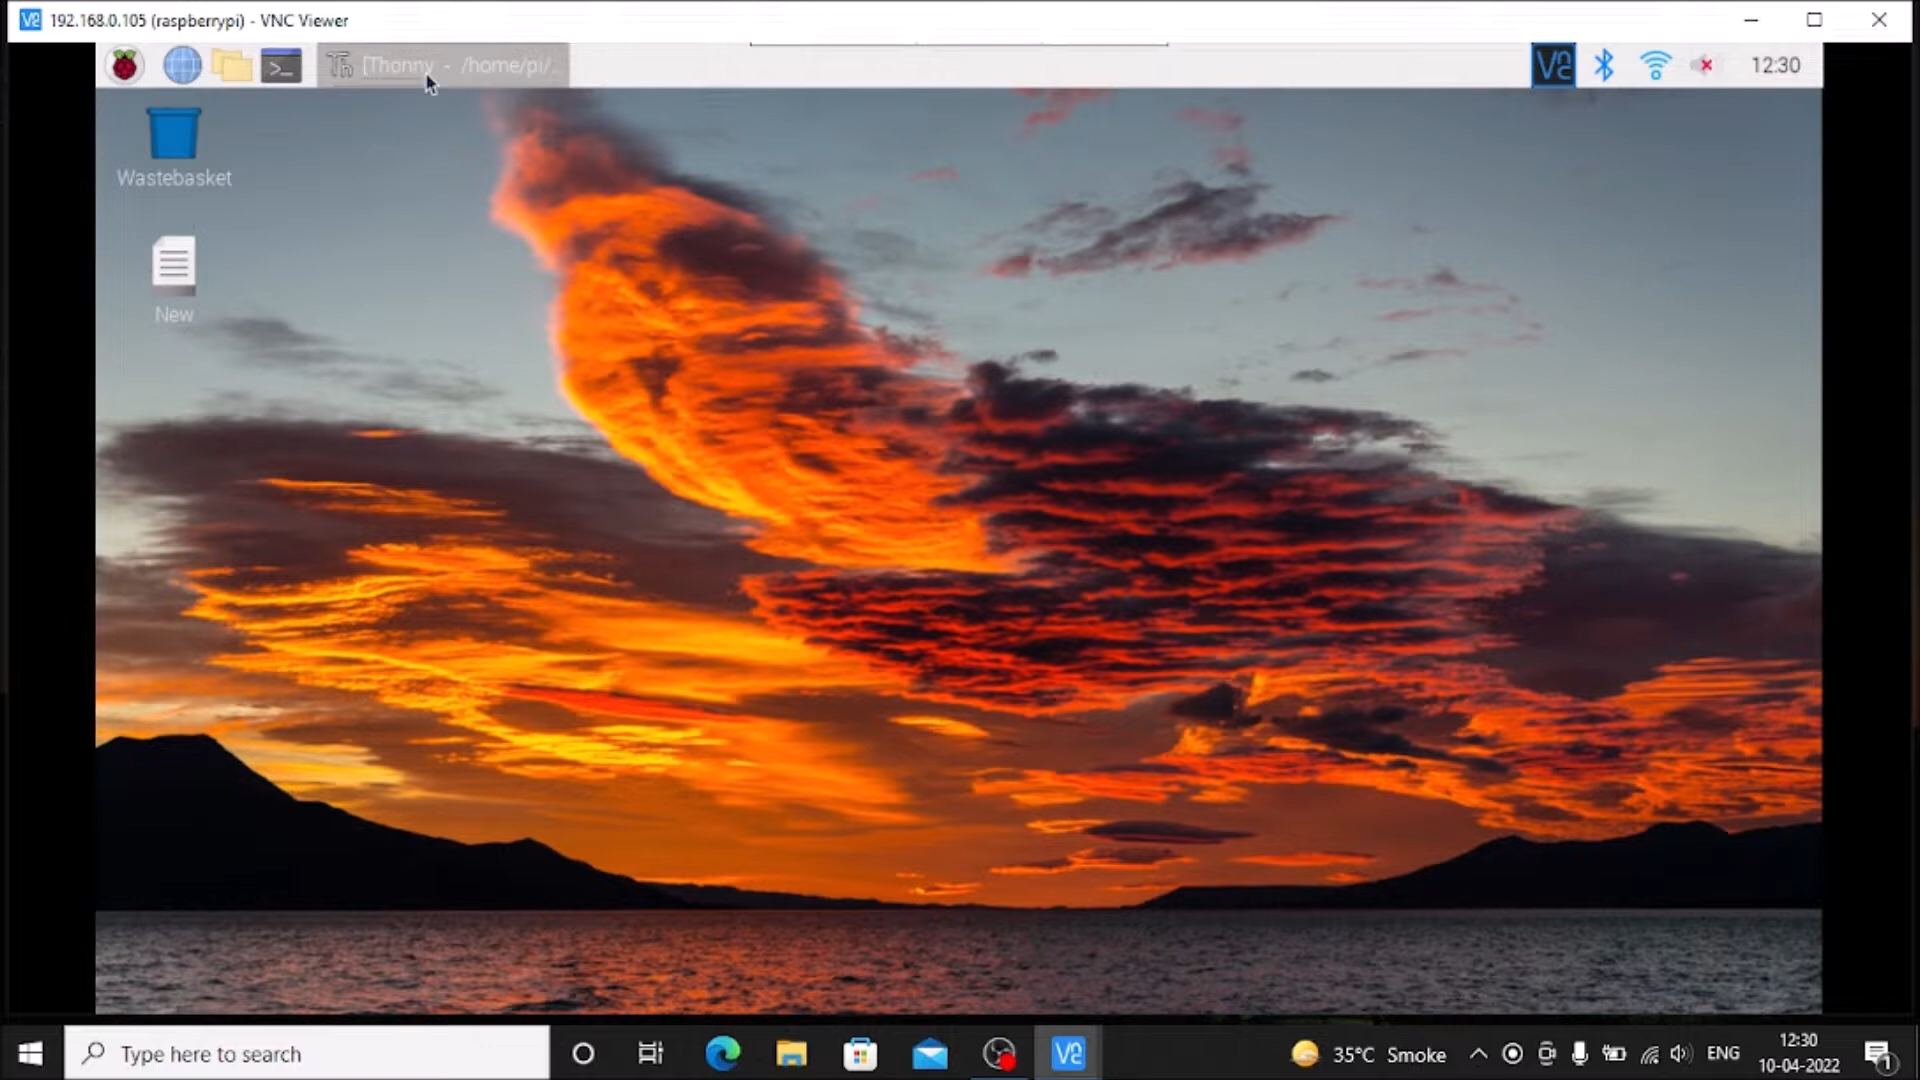 192.168.0.105 (raspberrypi) - VNC Viewer
[Thonny - /home/pi/...
12:30
Wastebasket
New
Type here to search
35°C Smoke
ENG
12:30
10-04-2022
1